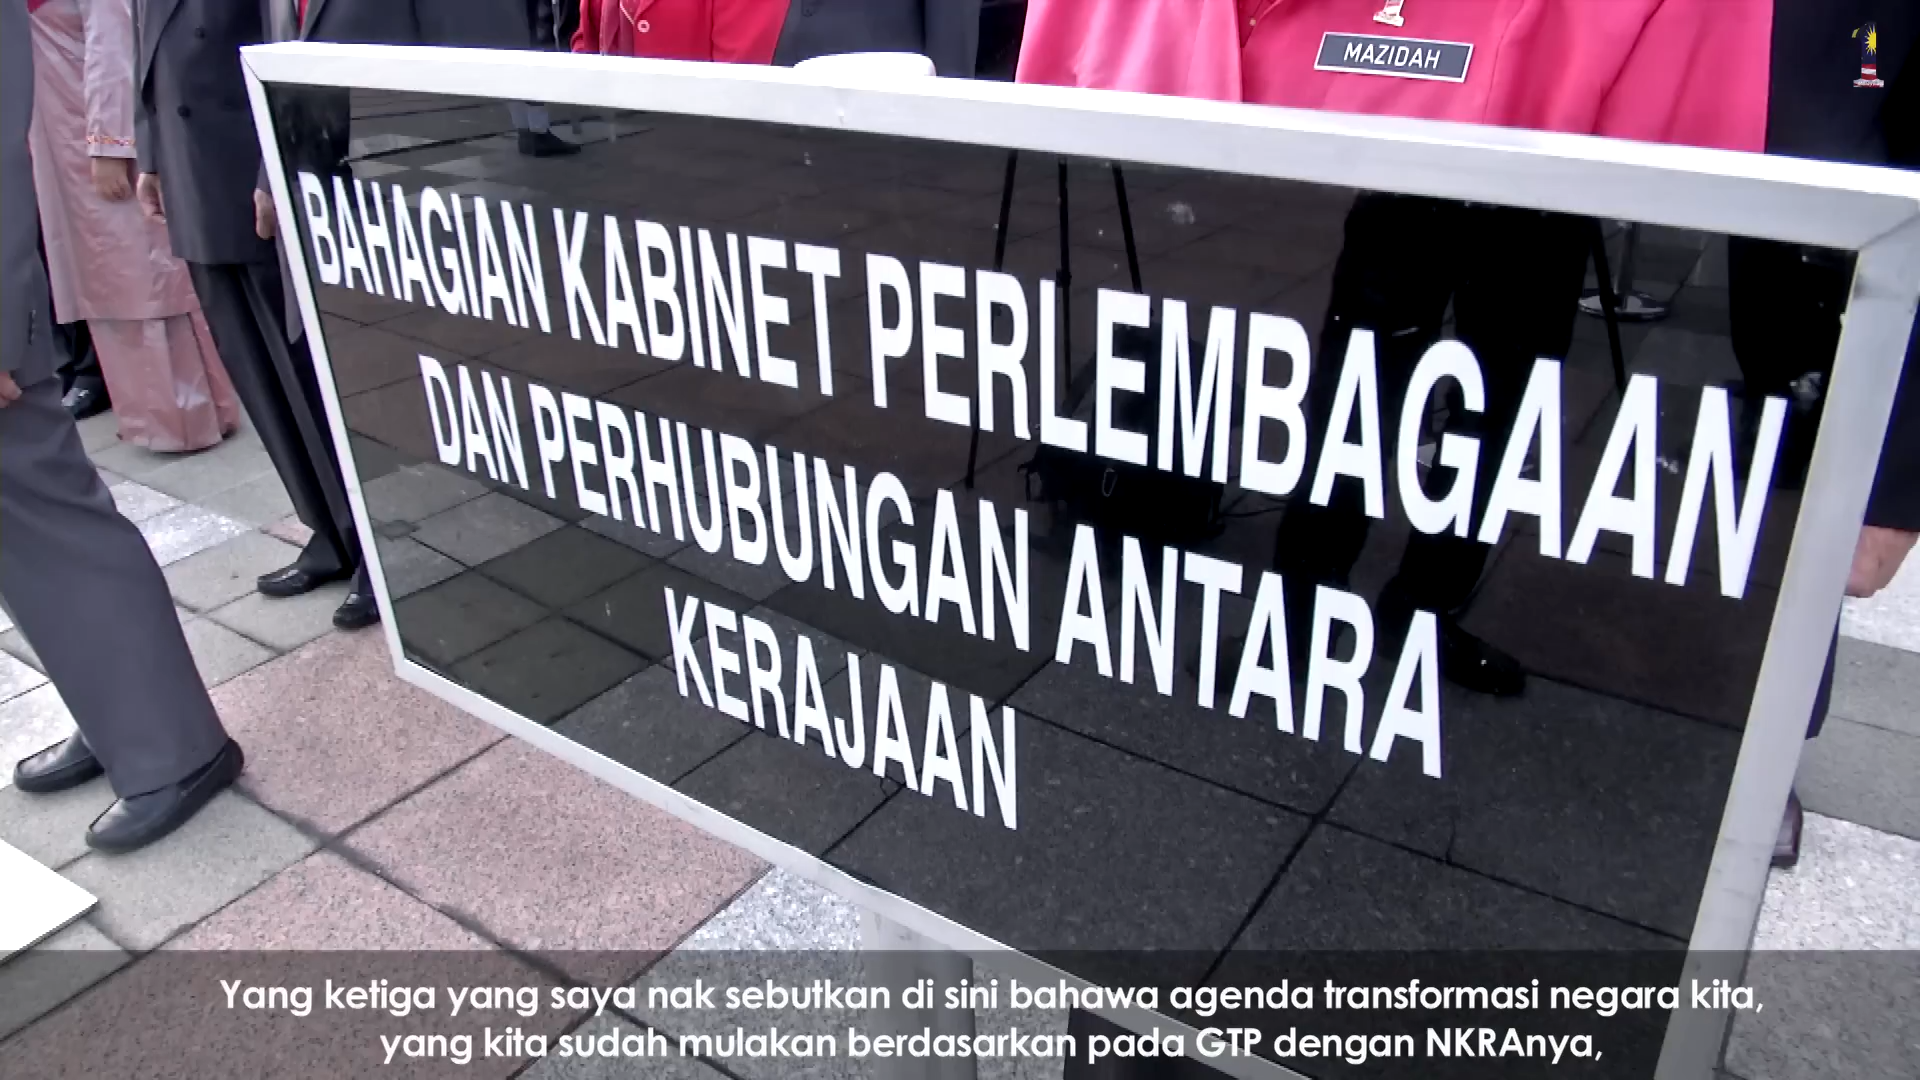 MAZIDAH
BAHAGIAN KABINET PERLEMBAGAAN
DAN PERHUBUNGAN ANTARA
KERAJAAN
Yang ketiga yang saya nak sebutkan di sini bahawa agenda transformasi negara kita,
yang kita sudah mulakan berdasarkan pada GTP dengan NKRAnya,